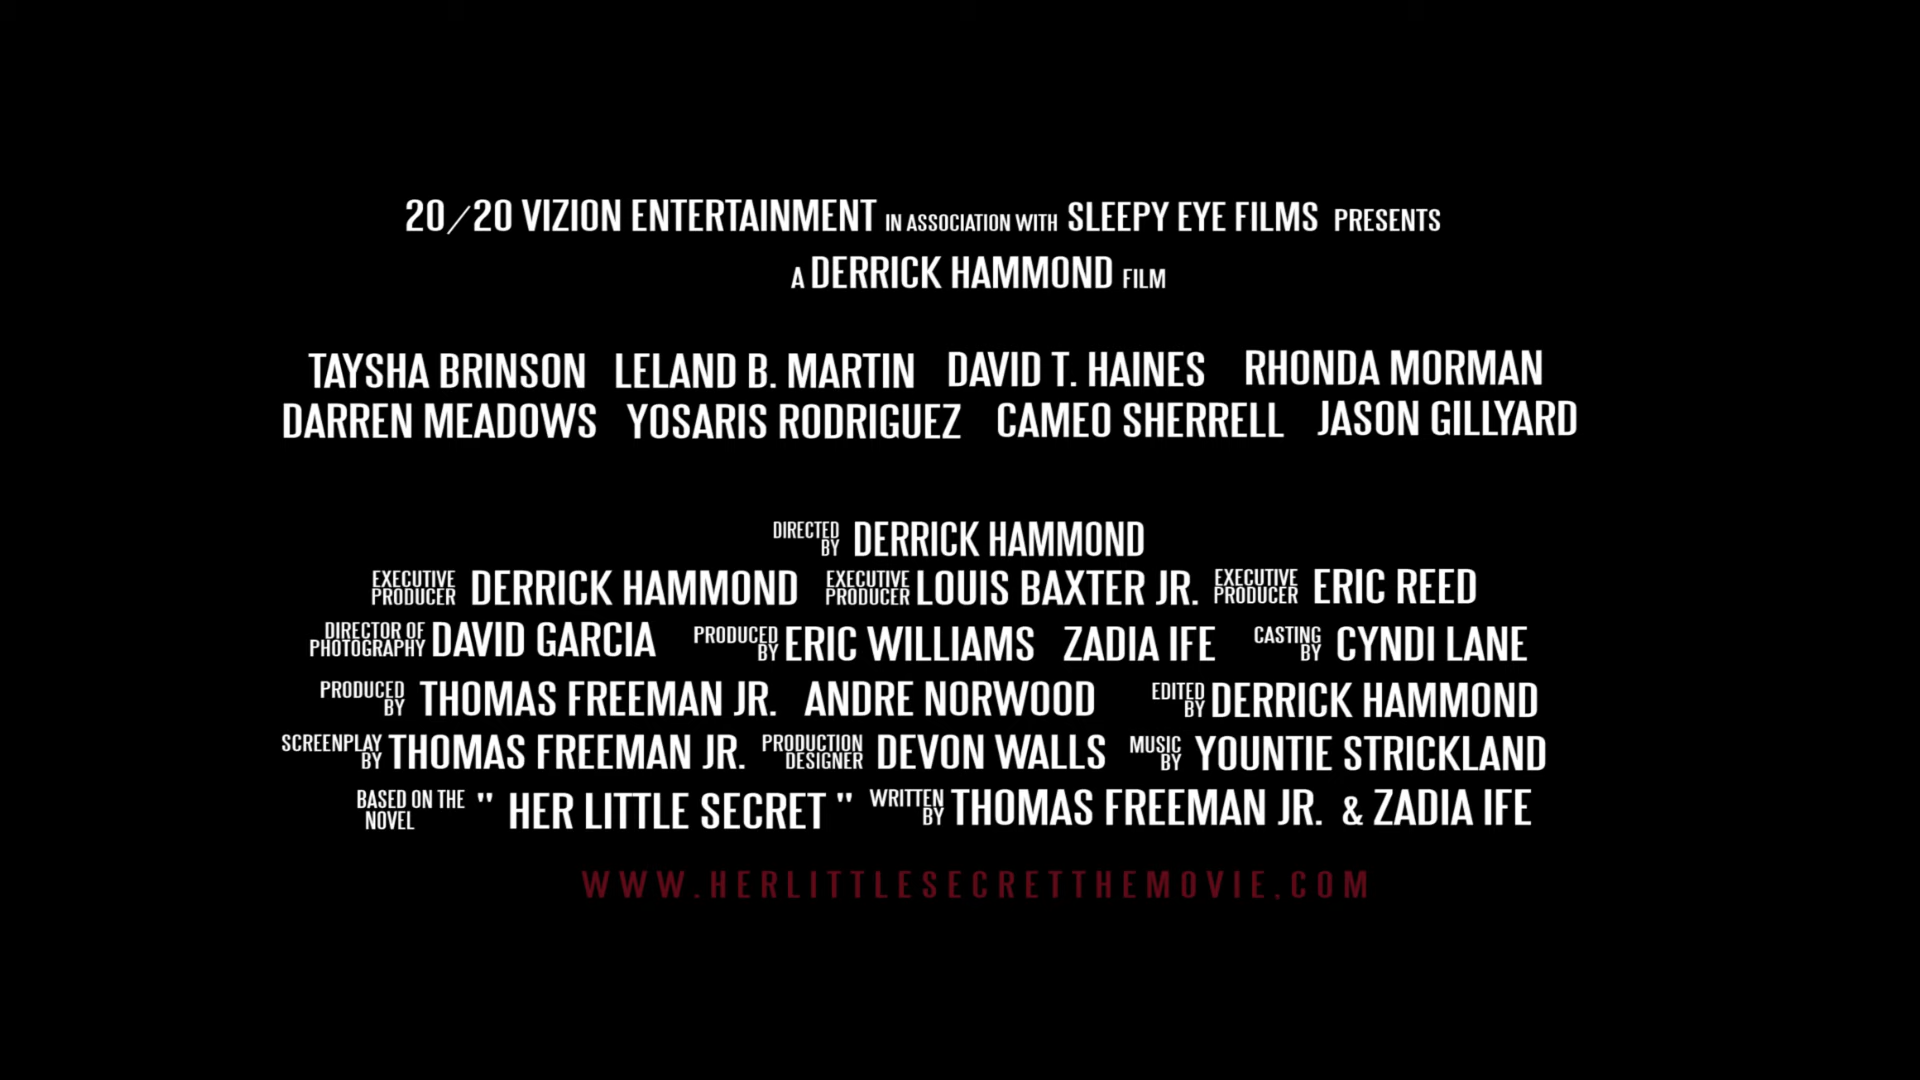 20/20 VIZION ENTERTAINMENT IN ASSOCIATION WITH SLEEPY EYE FILMS PRESENTS
A DERRICK HAMMOND FILM
TAYSHA BRINSON LELAND B. MARTIN DAVID T. HAINES RHONDA MORMAN
DARREN MEADOWS YOSARIS RODRIGUEZ CAMEO SHERRELL JASON GILLYARD
DIRECTED BY DERRICK HAMMOND
EXECUTIVE PRODUCER DERRICK HAMMOND EXECUTIVE PRODUCER LOUIS BAXTER JR. EXECUTIVE PRODUCER ERIC REED
DIRECTOR OF PHOTOGRAPHY DAVID GARCIA PRODUCED BY ERIC WILLIAMS ZADIA IFE CASTING BY CYNDI LANE
PRODUCED BY THOMAS FREEMAN JR. ANDRE NORWOOD EDITED BY DERRICK HAMMOND
SCREENPLAY BY THOMAS FREEMAN JR. PRODUCTION DESIGNER DEVON WALLS MUSIC BY YOUNTIE STRICKLAND
BASED ON THE NOVEL " HER LITTLE SECRET " WRITTEN BY THOMAS FREEMAN JR. & ZADIA IFE
WWW.HERLITTLESECRETTHEMOVIE.COM